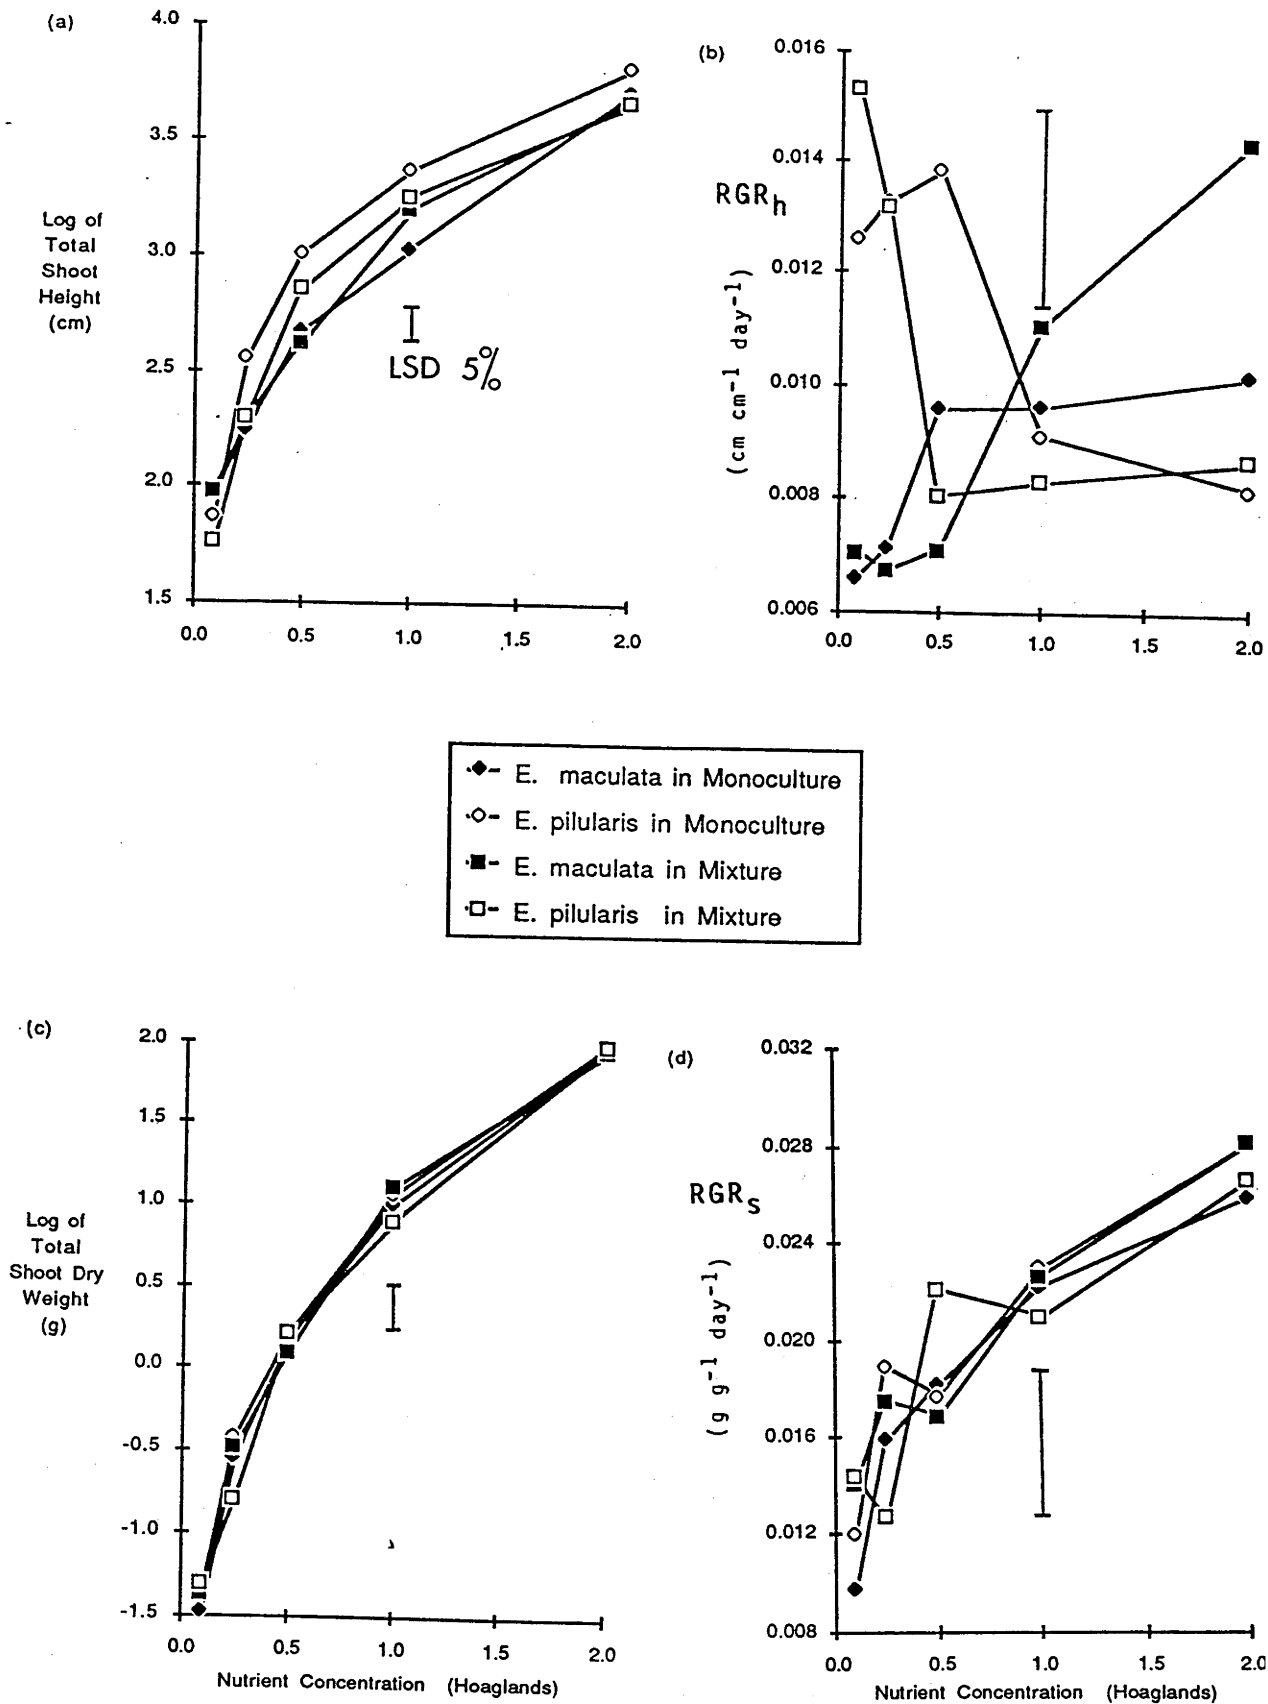 (a)
4.0
3.5
3.0
2.5
2.0
1.5
Log of
Total
Shoot
Height
(cm)
LSD 5%
0.0 0.5 1.0 1.5 2.0
(b)
0.016
0.014
0.012
0.010
0.008
0.006
RGRh
(cm cm-1 day-1)
0.0 0.5 1.0 1.5 2.0
E. maculata in Monoculture
E. pilularis in Monoculture
E. maculata in Mixture
E. pilularis in Mixture
(c)
2.0
1.5
1.0
0.5
0.0
-0.5
-1.0
-1.5
Log of
Total
Shoot Dry
Weight
(g)
0.0 0.5 1.0 1.5 2.0
Nutrient Concentration (Hoaglands)
(d)
0.032
0.028
0.024
0.020
0.016
0.012
0.008
RGRs
(g g-1 day-1)
0.0 0.5 1.0 1.5 2.0
Nutrient Concentration (Hoaglands)